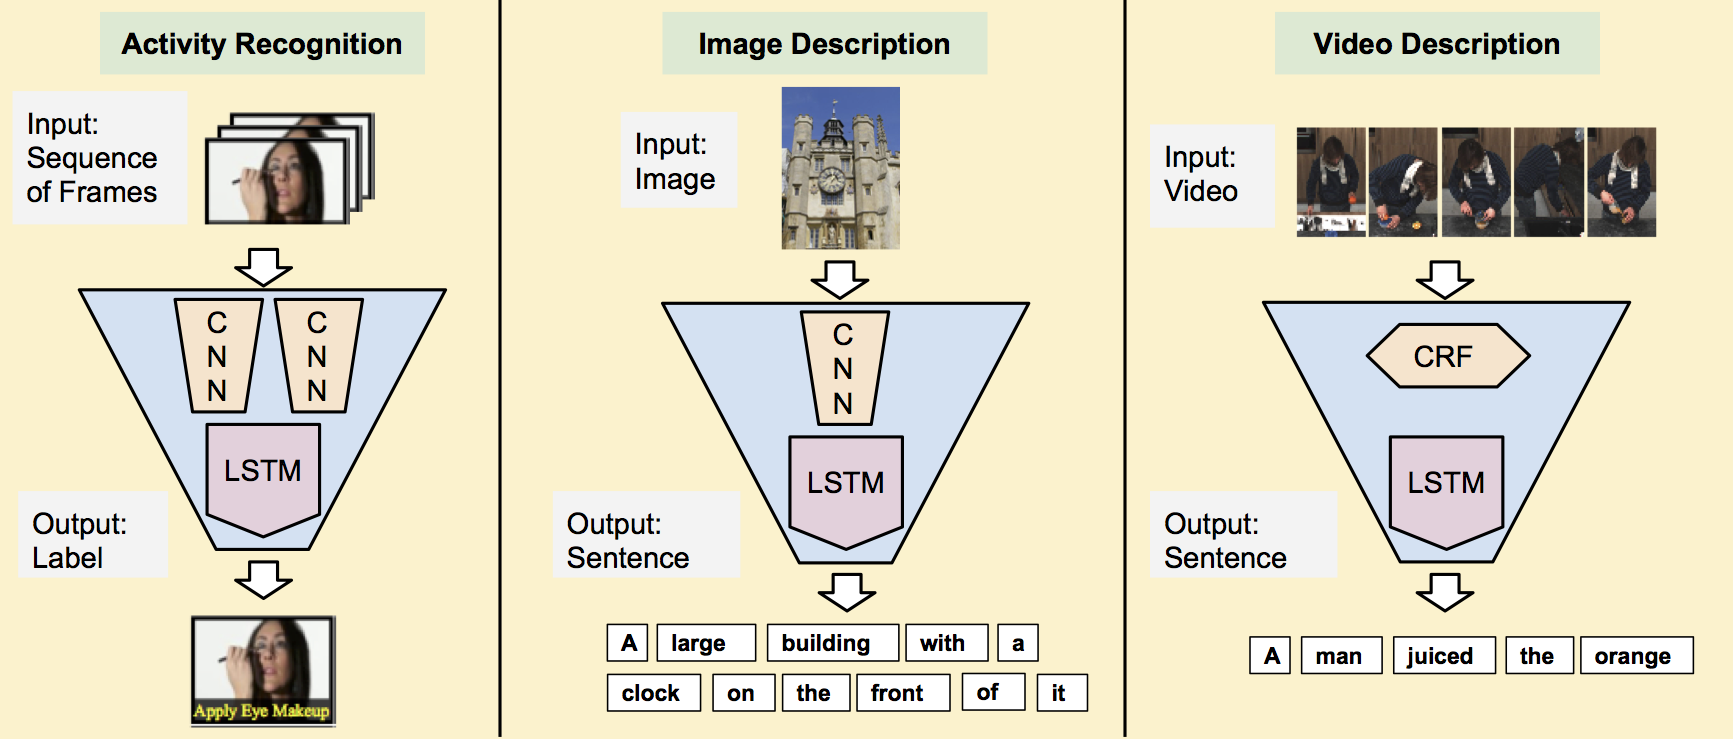 Activity Recognition
Input:
Sequence
of Frames
C
N
N
C
N
N
LSTM
Output:
Label
Apply Eye Makeup
Image Description
Input:
Image
C
N
N
LSTM
Output:
Sentence
A large building with a
clock on the front of it
Video Description
Input:
Video
CRF
LSTM
Output:
Sentence
A man juiced the orange